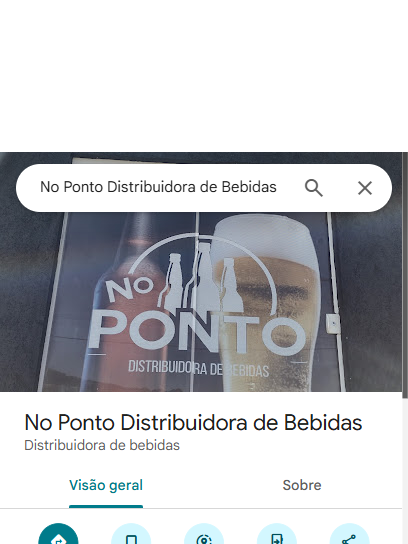 No Ponto Distribuidora de Bebidas
NO
PONTO
DISTRIBUIDORA DE BEBIDAS
No Ponto Distribuidora de Bebidas
Distribuidora de bebidas
Visão geral
Sobre